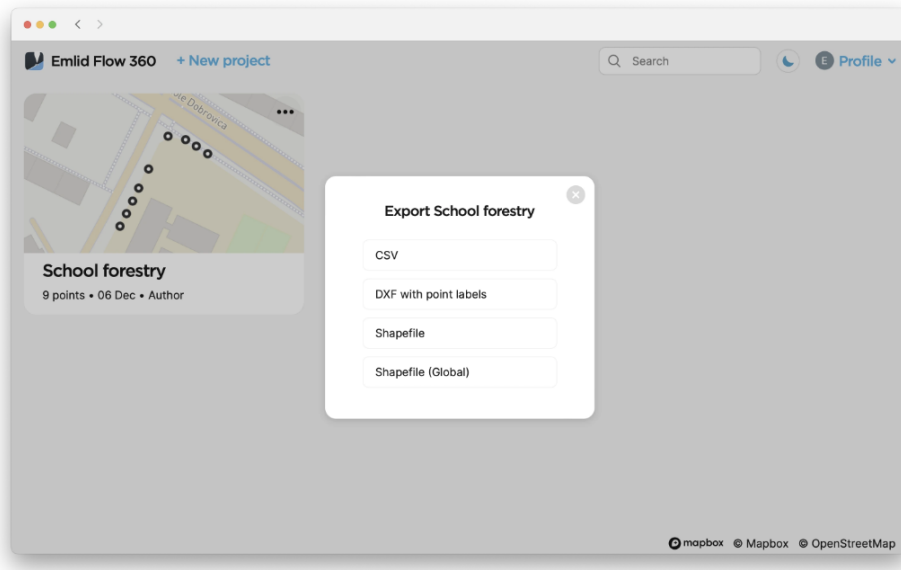 Emlid Flow 360 + New project Search E Profile
Dobrovica
School forestry
9 points • 06 Dec • Author
Export School forestry
CSV
DXF with point labels
Shapefile
Shapefile (Global)
mapbox © Mapbox © OpenStreetMap